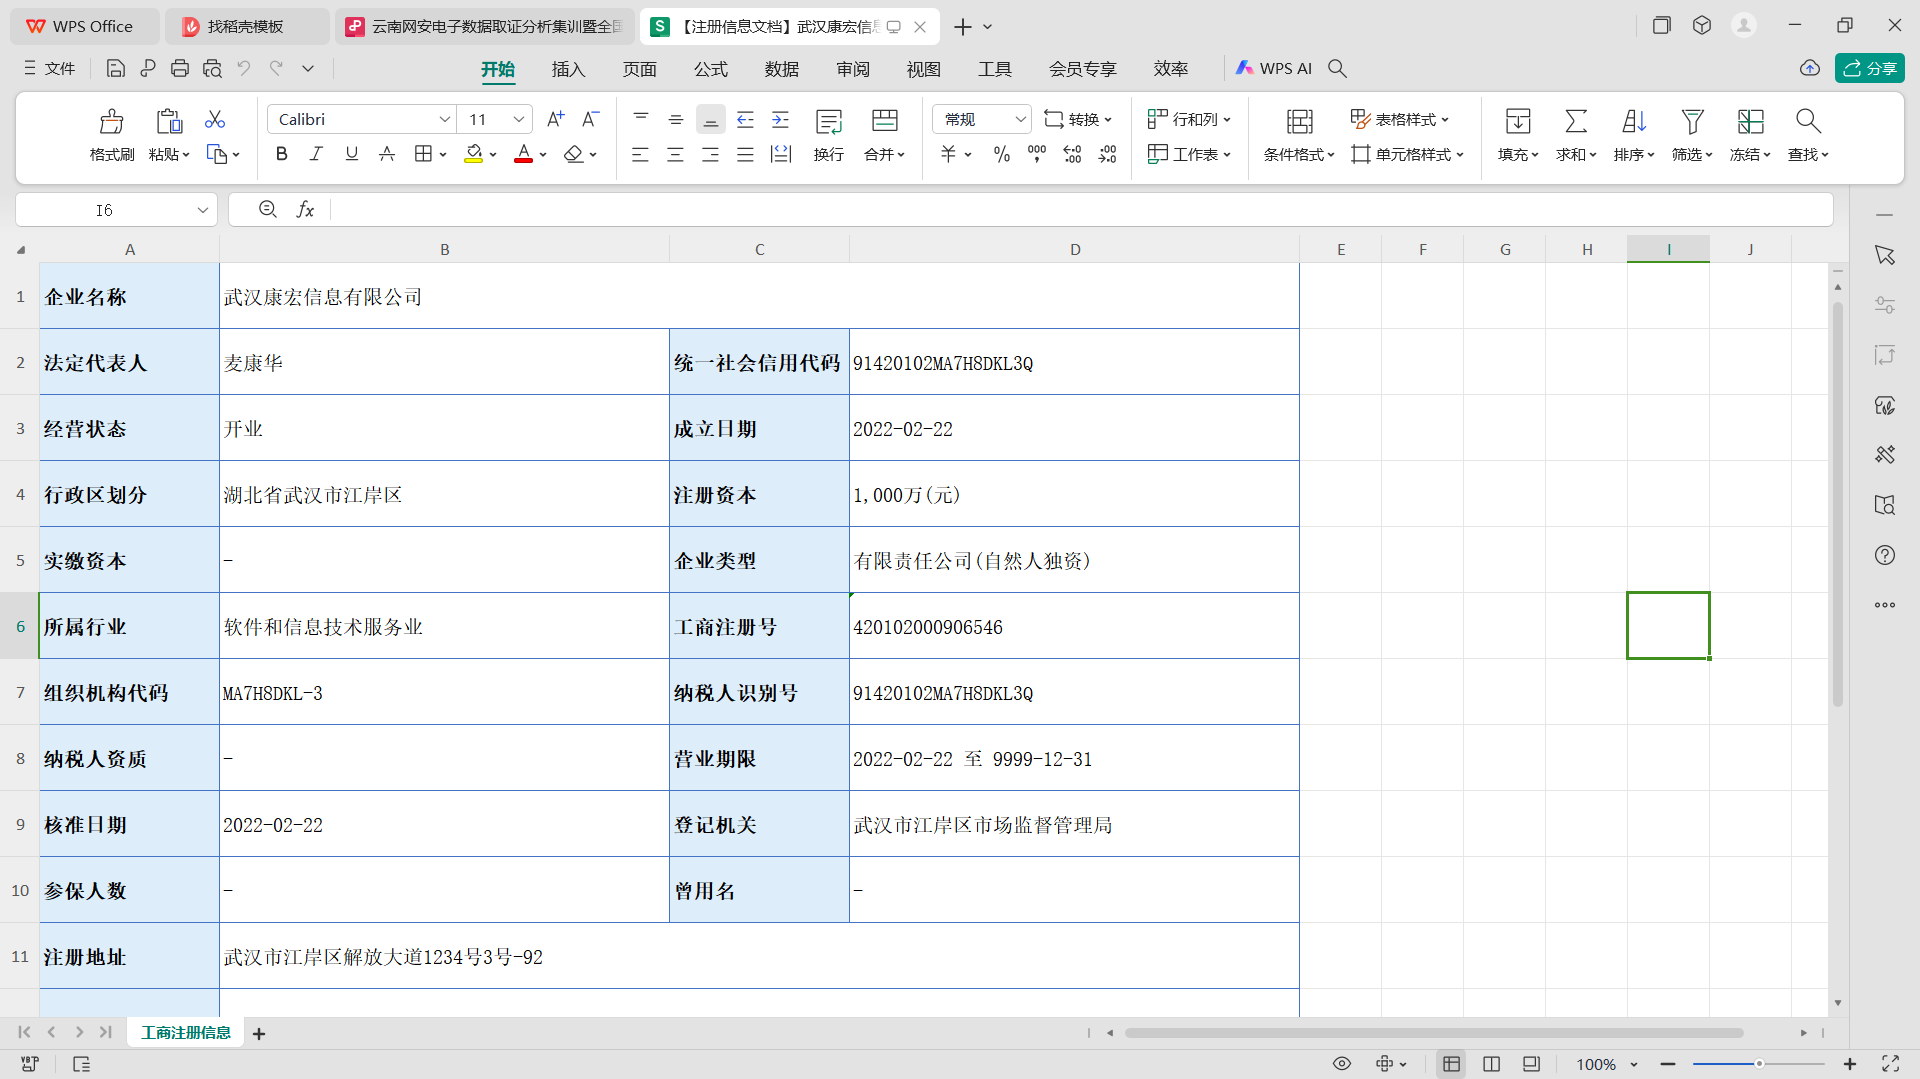 WPS Office
找稻壳模板
云南网安电子数据取证分析集训暨全国
【注册信息文档】武汉康宏信息
文件
开始
插入
页面
公式
数据
审阅
视图
工具
会员专享
效率
WPS AI
分享
Calibri
11
常规
转换
行和列
表格样式
格式刷
粘贴
换行
合并
工作表
条件格式
单元格样式
填充
求和
排序
筛选
冻结
查找
I6
A B C D E F G H I J
1 企业名称 武汉康宏信息有限公司
2 法定代表人 麦康华 统一社会信用代码 91420102MA7H8DKL3Q
3 经营状态 开业 成立日期 2022-02-22
4 行政区划分 湖北省武汉市江岸区 注册资本 1,000万(元)
5 实缴资本 - 企业类型 有限责任公司(自然人独资)
6 所属行业 软件和信息技术服务业 工商注册号 420102000906546
7 组织机构代码 MA7H8DKL-3 纳税人识别号 91420102MA7H8DKL3Q
8 纳税人资质 - 营业期限 2022-02-22 至 9999-12-31
9 核准日期 2022-02-22 登记机关 武汉市江岸区市场监督管理局
10 参保人数 - 曾用名 -
11 注册地址 武汉市江岸区解放大道1234号3号-92
工商注册信息
100%